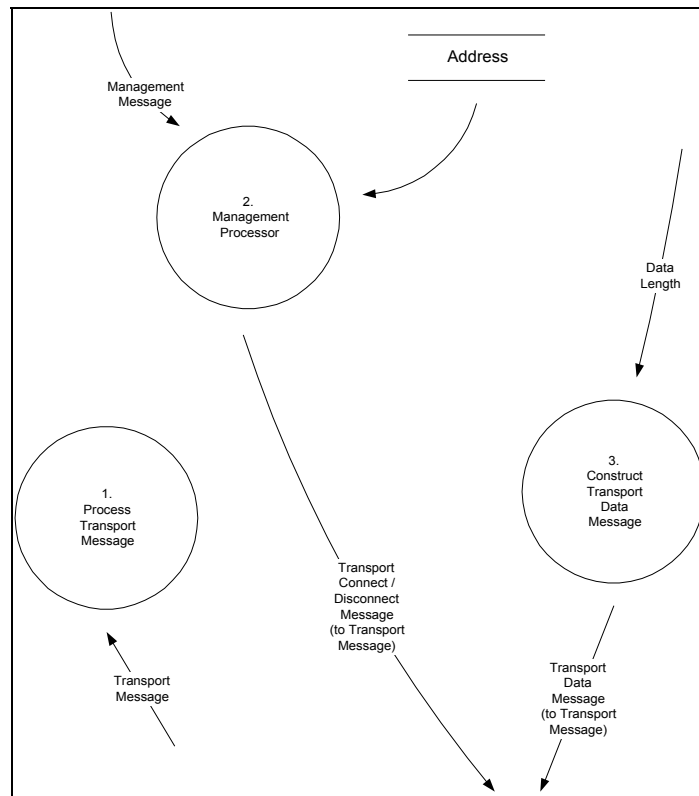 Address
Management
Message
2.
Management
Processor
Data
Length
1.
Process
Transport
Message
3.
Construct
Transport
Data
Message
Transport
Connect /
Disconnect
Message
(to Transport
Message)
Transport
Message
Transport
Data
Message
(to Transport
Message)